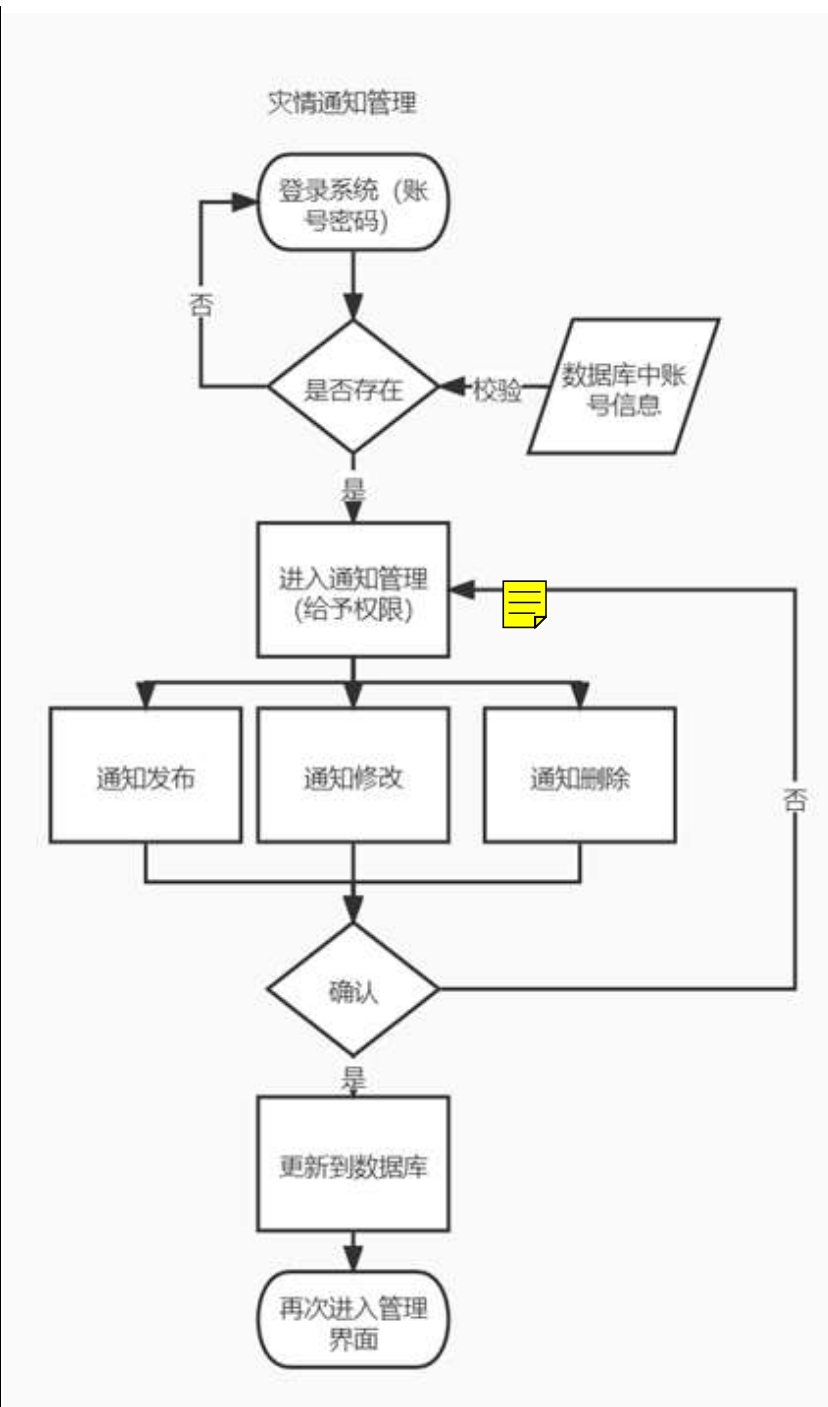 灾情通知管理
登录系统（账
号密码）
否
是否存在
校验
数据库中账
号信息
是
进入通知管理
(给予权限)
通知发布
通知修改
通知删除
否
确认
是
更新到数据库
再次进入管理
界面